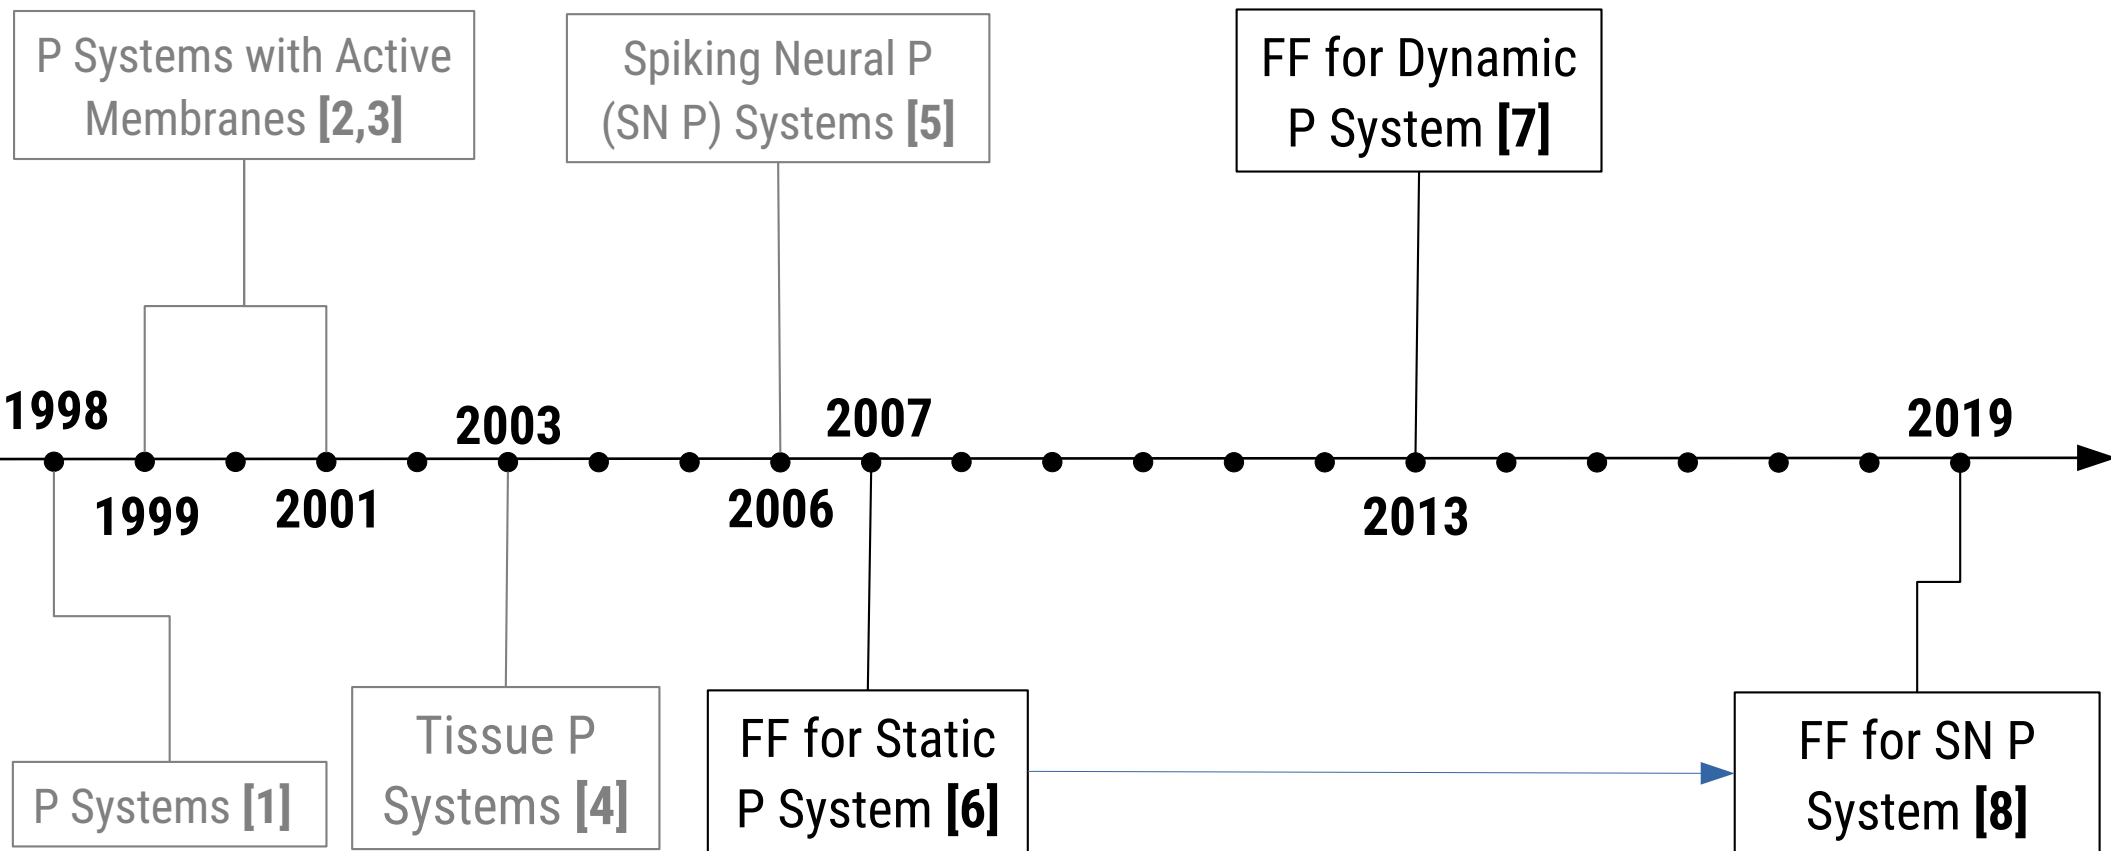 P Systems with Active
Membranes [2,3]
Spiking Neural P
(SN P) Systems [5]
FF for Dynamic
P System [7]
1998
2003
2007
2019
1999
2001
2006
2013
P Systems [1]
Tissue P
Systems [4]
FF for Static
P System [6]
FF for SN P
System [8]